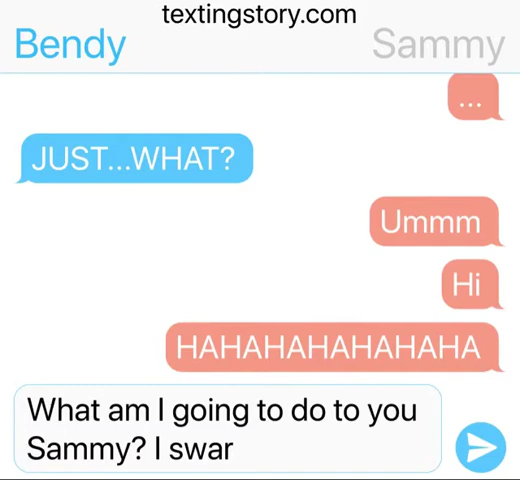 textingstory.com
Bendy Sammy
...
JUST...WHAT?
Ummm
Hi
HAHAHAHAHAHAHA
What am I going to do to you
Sammy? I swar